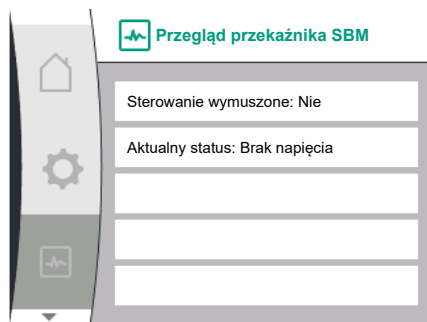 Przegląd przekaźnika SBM
Sterowanie wymuszone: Nie
Aktualny status: Brak napięcia